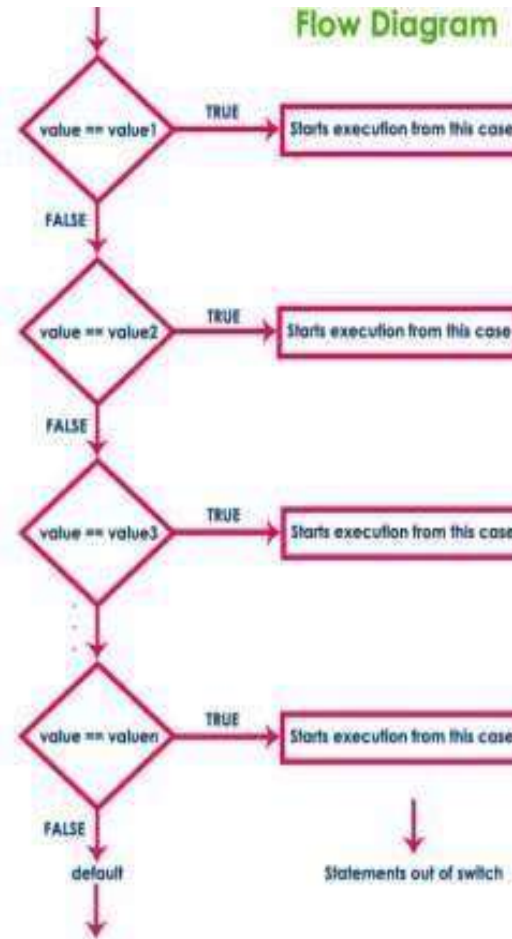 Flow Diagram
value == value1
TRUE
Starts execution from this case
FALSE
value == value2
TRUE
Starts execution from this case
FALSE
value == value3
TRUE
Starts execution from this case
value == valuen
TRUE
Starts execution from this case
FALSE
default
Statements out of switch